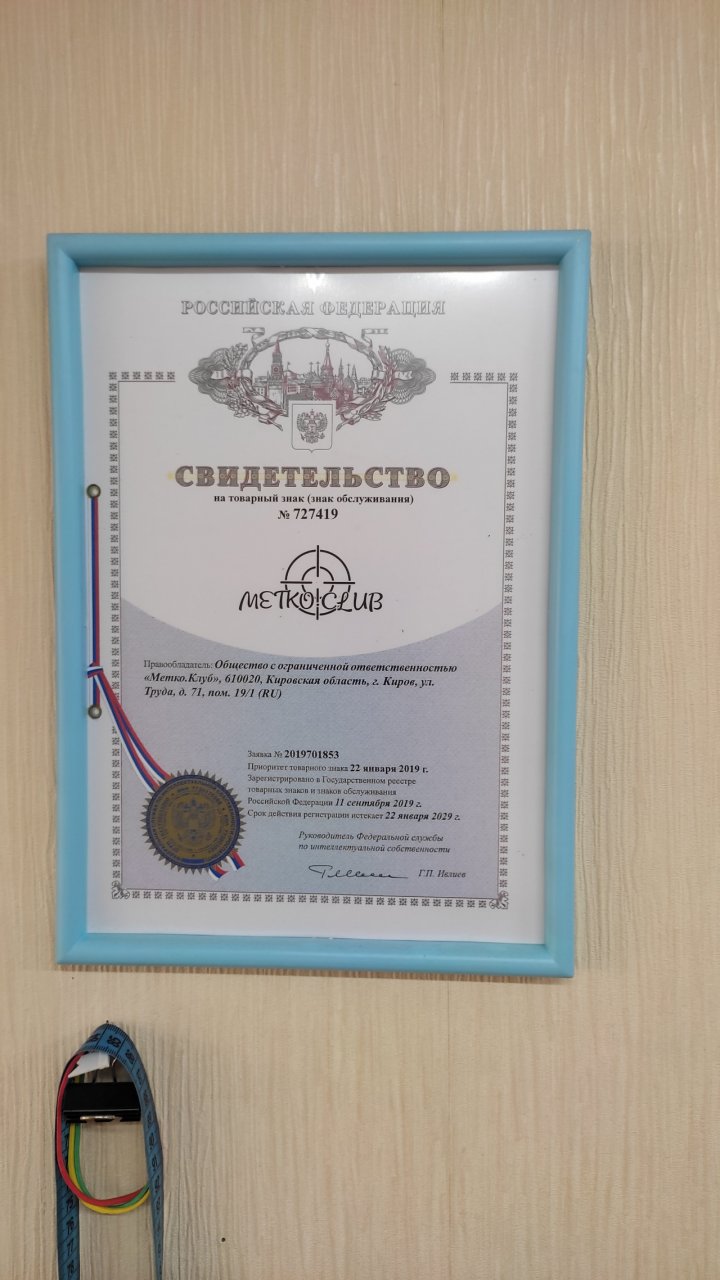 РОССИЙСКАЯ ФЕДЕРАЦИЯ
СВИДЕТЕЛЬСТВО
на товарный знак (знак обслуживания)
№ 727419
METKO CLUB
Правообладатель: Общество с ограниченной ответственностью
«Метко.Клуб», 610020, Кировская область, г. Киров, ул.
Труда, д. 71, пом. 19/1 (RU)
Заявка № 2019701853
Приоритет товарного знака 22 января 2019 г.
Зарегистрировано в Государственном реестре
товарных знаков и знаков обслуживания
Российской Федерации 11 сентября 2019 г.
Срок действия регистрации истекает 22 января 2029 г.
Руководитель Федеральной службы
по интеллектуальной собственности
Г.П. Ивлиев